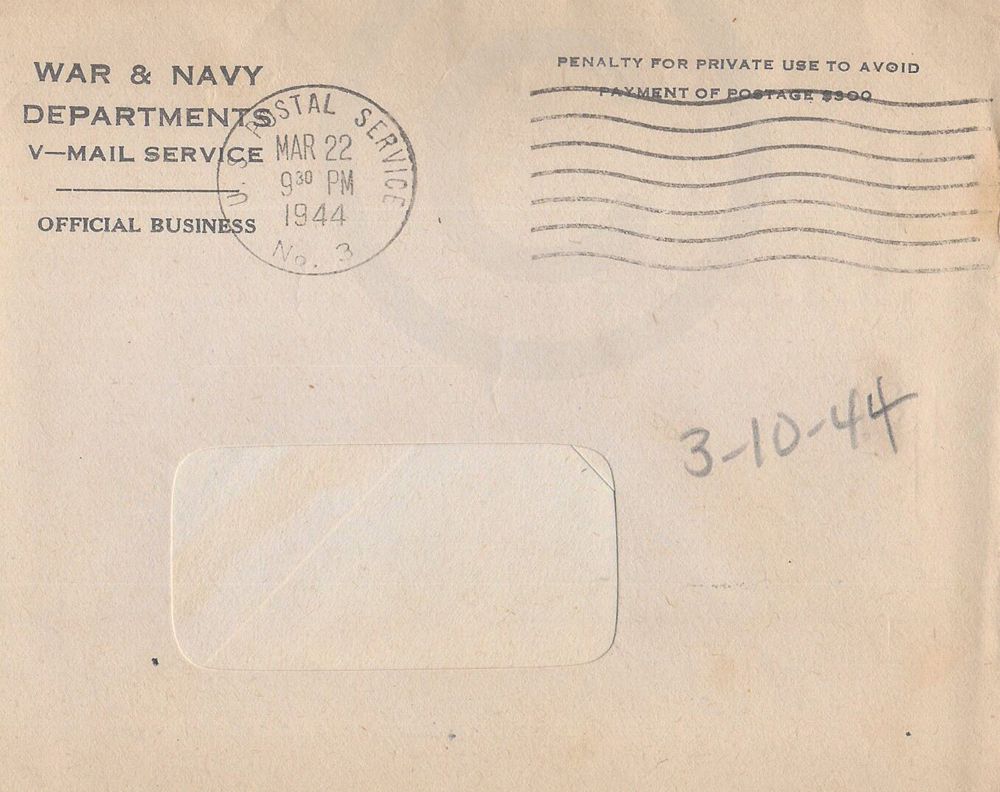 WAR & NAVY
DEPARTMENTS
V—MAIL SERVICE
OFFICIAL BUSINESS
U.S. POSTAL SERVICE
MAR 22
9 30 PM
1944
No. 3
PENALTY FOR PRIVATE USE TO AVOID
PAYMENT OF POSTAGE $300
3-10-44